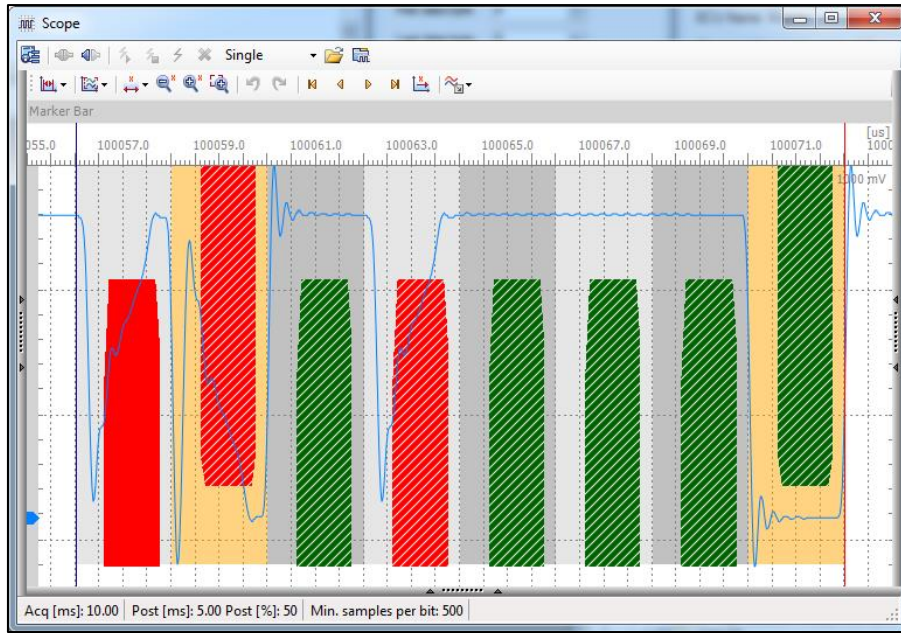 Scope
Single
Marker Bar
[us]
055.0 100057.0 100059.0 100061.0 100063.0 100065.0 100067.0 100069.0 100071.0 1000
1000 mV
Acq [ms]: 10.00 Post [ms]: 5.00 Post [%]: 50 Min. samples per bit: 500